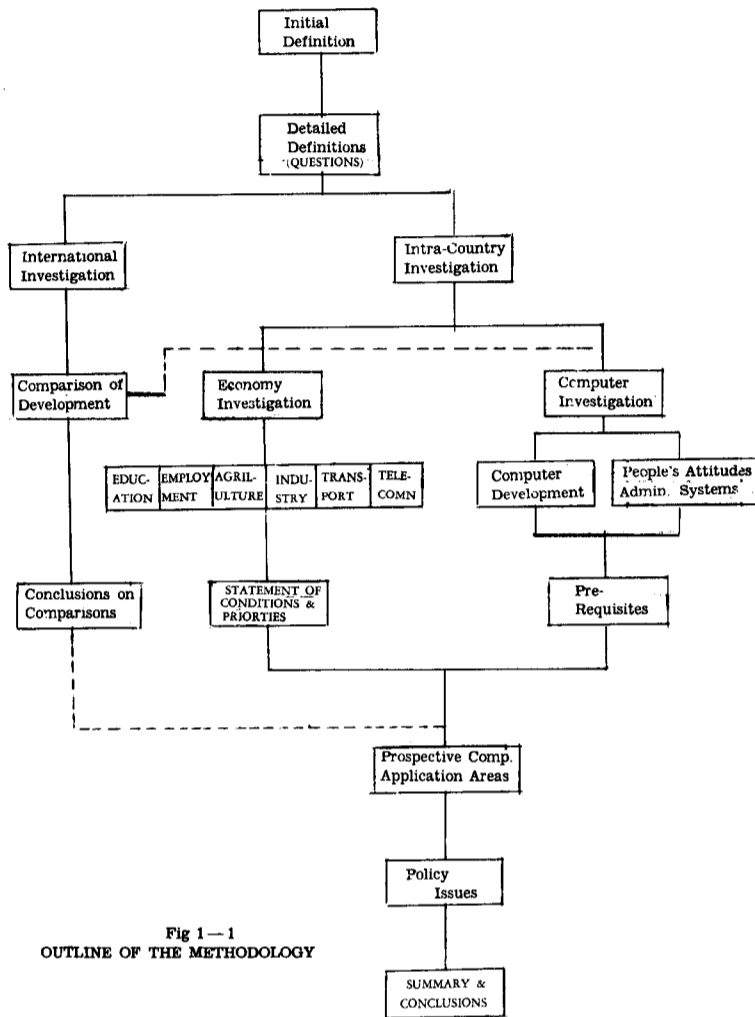 Initial
Definition
Detailed
Definitions
(QUESTIONS)
International
Investigation
Intra-Country
Investigation
Comparison of
Development
Economy
Investigation
Computer
Investigation
EDUC-
ATION
EMPLOY
MENT
AGRIL-
ULTURE
INDU-
STRY
TRANS-
PORT
TELE-
COMN
Computer
Development
People's Attitudes
Admin. Systems
Conclusions on
Comparisons
STATEMENT OF
CONDITIONS &
PRIORTIES
Pre-
Requisites
Prospective Comp.
Application Areas
Policy
Issues
Fig 1—1
OUTLINE OF THE METHODOLOGY
SUMMARY &
CONCLUSIONS